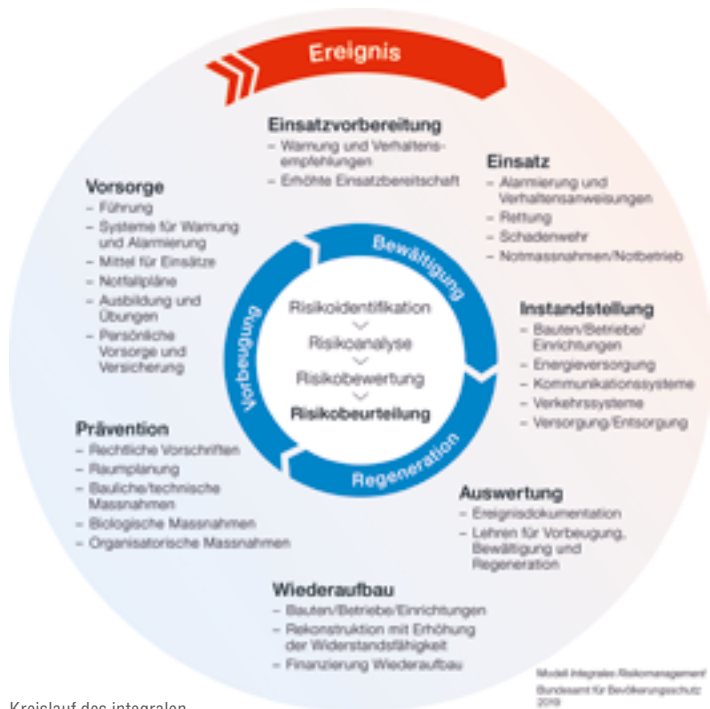 Ereignis
Einsatzvorbereitung
– Warnung und Verhaltens-
empfehlungen
– Erhöhte Einsatzbereitschaft
Einsatz
– Alarmierung und
Verhaltensanweisungen
– Rettung
– Schadenwehr
– Notmassnahmen/Notbetrieb
Vorsorge
– Führung
– Systeme für Warnung
und Alarmierung
– Mittel für Einsätze
– Notfallpläne
– Ausbildung und
Übungen
– Persönliche
Vorsorge und
Versicherung
Bewältigung
Vorbeugung
Regeneration
Risikoidentifikation
Risikoanalyse
Risikobewertung
Risikobeurteilung
Instandstellung
– Bauten/Betriebe/
Einrichtungen
– Energieversorgung
– Kommunikationssysteme
– Verkehrssysteme
– Versorgung/Entsorgung
Prävention
– Rechtliche Vorschriften
– Raumplanung
– Bauliche/technische
Massnahmen
– Biologische Massnahmen
– Organisatorische Massnahmen
Auswertung
– Ereignisdokumentation
– Lehren für Vorbeugung,
Bewältigung und
Regeneration
Wiederaufbau
– Bauten/Betriebe/Einrichtungen
– Rekonstruktion mit Erhöhung
der Widerstandsfähigkeit
– Finanzierung Wiederaufbau
Modell integrales Risikomanagement
Bundesamt für Bevölkerungsschutz
2019
Kreislauf des integralen